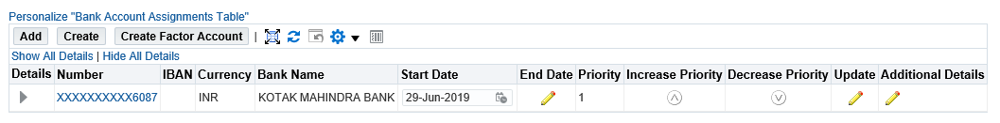 Personalize "Bank Account Assignments Table"
Add Create Create Factor Account |
Show All Details | Hide All Details
Details Number IBAN Currency Bank Name Start Date End Date Priority Increase Priority Decrease Priority Update Additional Details
XXXXXXXXXX6087 INR KOTAK MAHINDRA BANK 29-Jun-2019 1